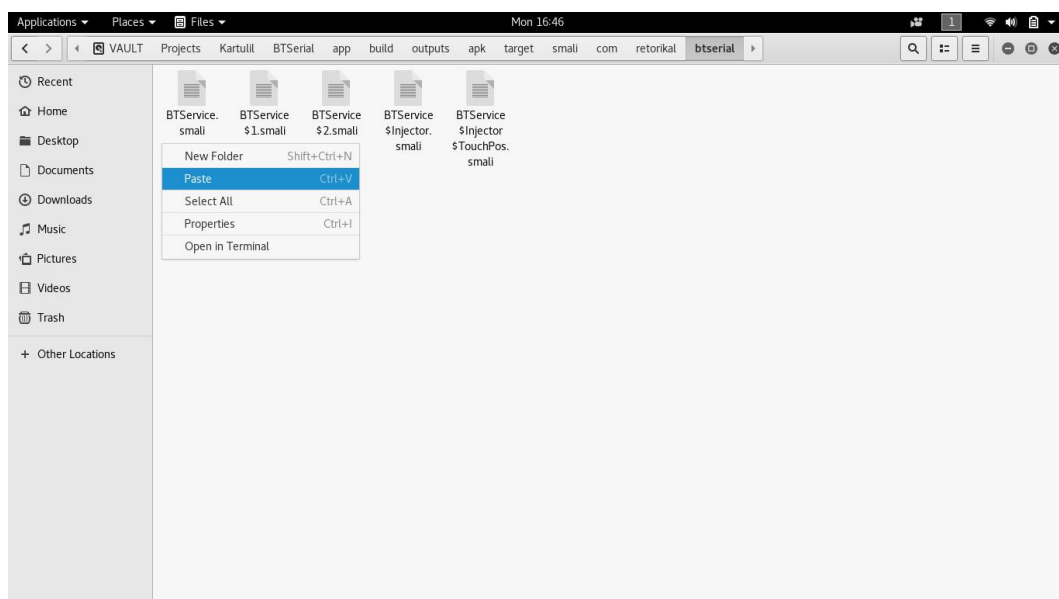 Applications Places Files Mon 16:46 1
VAULT Projects Kartulil BTSerial app build outputs apk target smali com retorikal btserial
Recent
Home
Desktop
Documents
Downloads
Music
Pictures
Videos
Trash
+ Other Locations
BTService.
smali
BTService
$1.smali
BTService
$2.smali
BTService
$Injector.
smali
BTService
$Injector
$TouchPos.
smali
New Folder Shift+Ctrl+N
Paste Ctrl+V
Select All Ctrl+A
Properties Ctrl+I
Open in Terminal